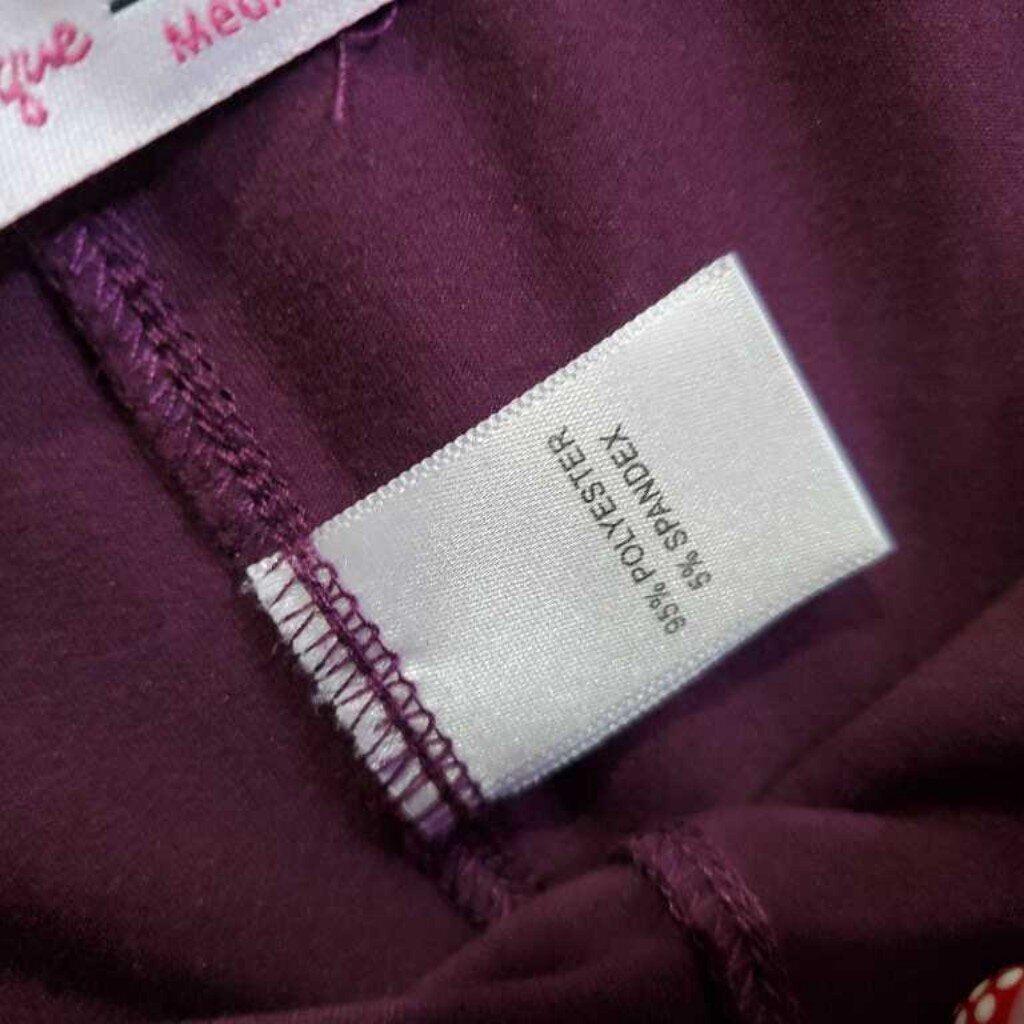 95% POLYESTER
5% SPANDEX